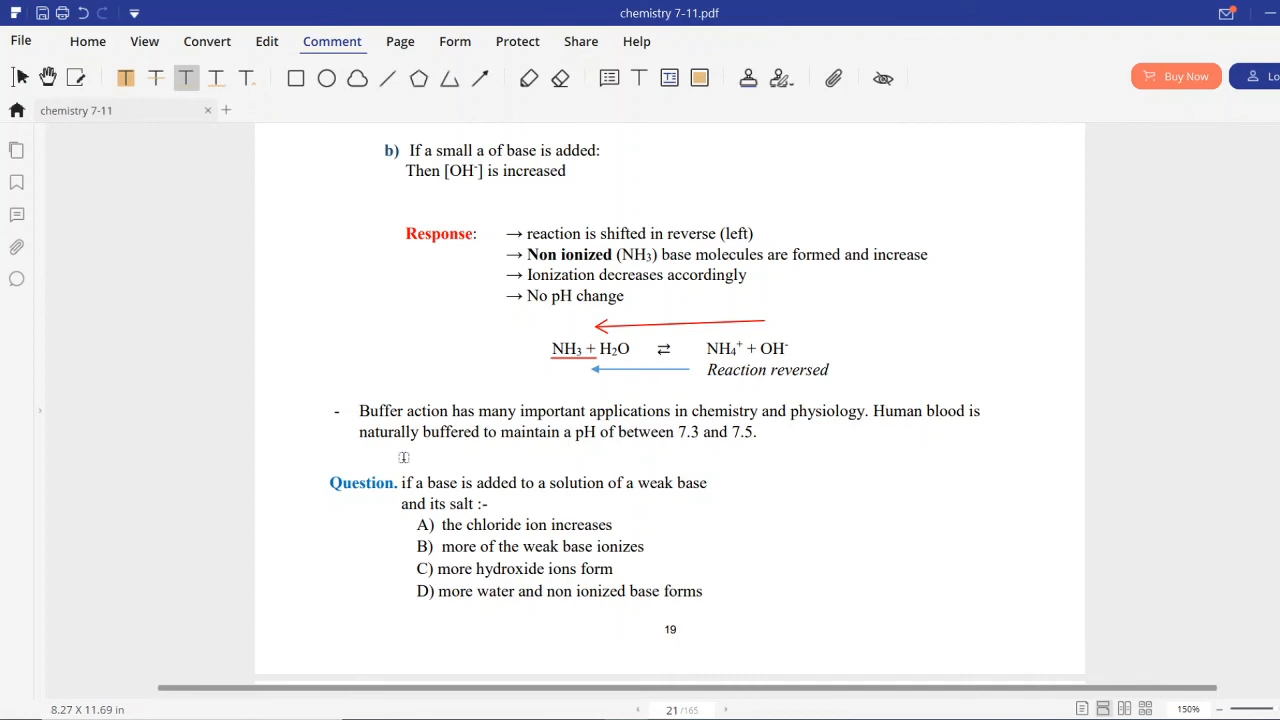 chemistry 7-11.pdf
File Home View Convert Edit Comment Page Form Protect Share Help
Buy Now
Lo
chemistry 7-11
b) If a small a of base is added:
Then [OH⁻] is increased
Response: → reaction is shifted in reverse (left)
→ Non ionized (NH₃) base molecules are formed and increase
→ Ionization decreases accordingly
→ No pH change
NH₃ + H₂O ⇄ NH₄⁺ + OH⁻
Reaction reversed
- Buffer action has many important applications in chemistry and physiology. Human blood is
naturally buffered to maintain a pH of between 7.3 and 7.5.
Question. if a base is added to a solution of a weak base
and its salt :-
A) the chloride ion increases
B) more of the weak base ionizes
C) more hydroxide ions form
D) more water and non ionized base forms
19
8.27 X 11.69 in
21 /165
150%